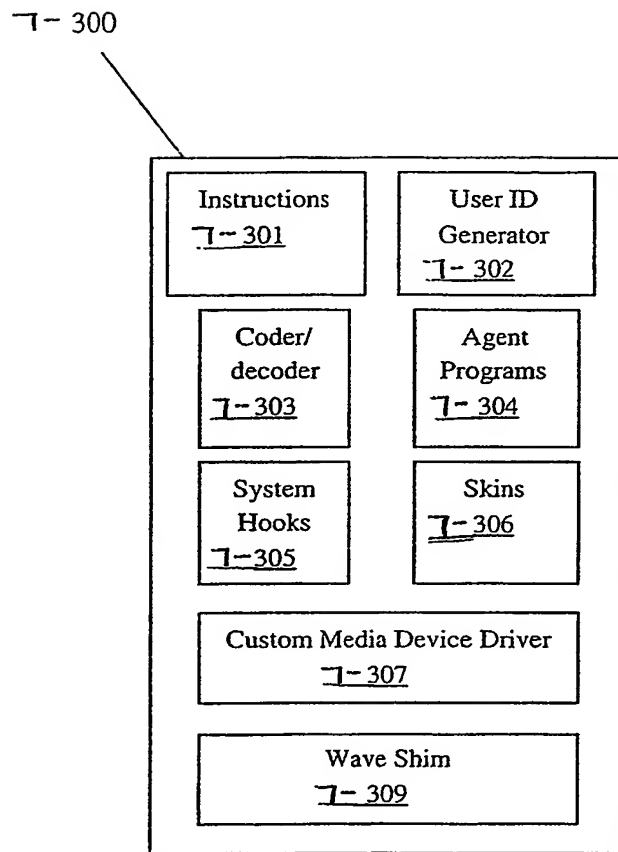 7-300
Instructions
7-301
User ID
Generator
7-302
Coder/
decoder
7-303
Agent
Programs
7-304
System
Hooks
7-305
Skins
7-306
Custom Media Device Driver
7-307
Wave Shim
7-309